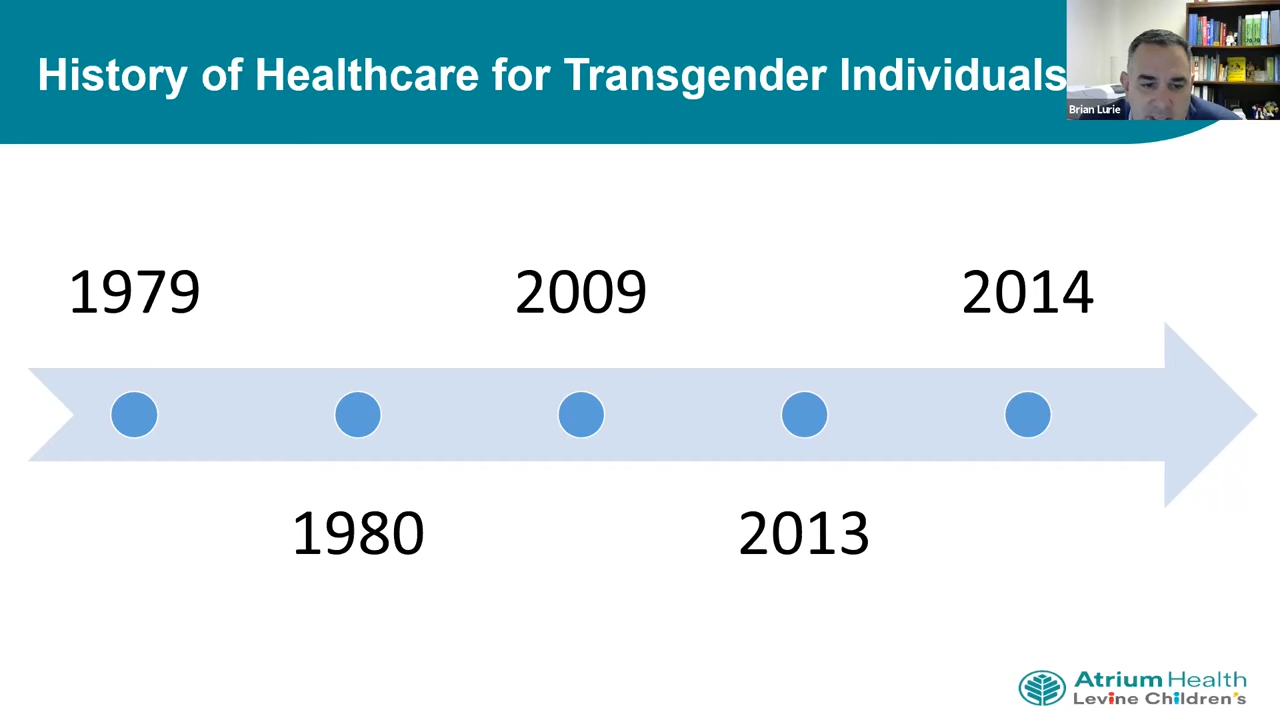 History of Healthcare for Transgender Individuals
Brian Lurie
1979
2009
2014
1980
2013
Atrium Health
Levine Children's